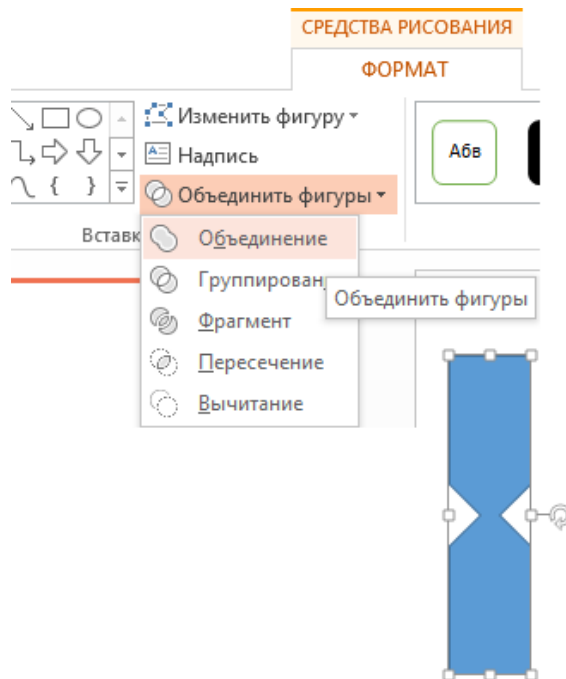 СРЕДСТВА РИСОВАНИЯ
ФОРМАТ
Изменить фигуру
Надпись
Объединить фигуры
Абв
Вставк
Объединение
Группирован
Объединить фигуры
Фрагмент
Пересечение
Вычитание